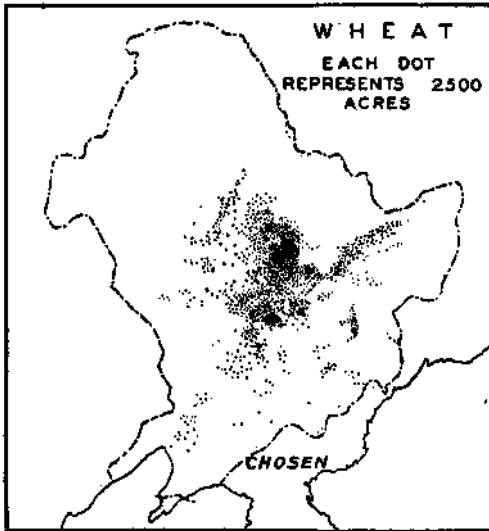 WHEAT
EACH DOT
REPRESENTS 2500
ACRES
CHOSEN